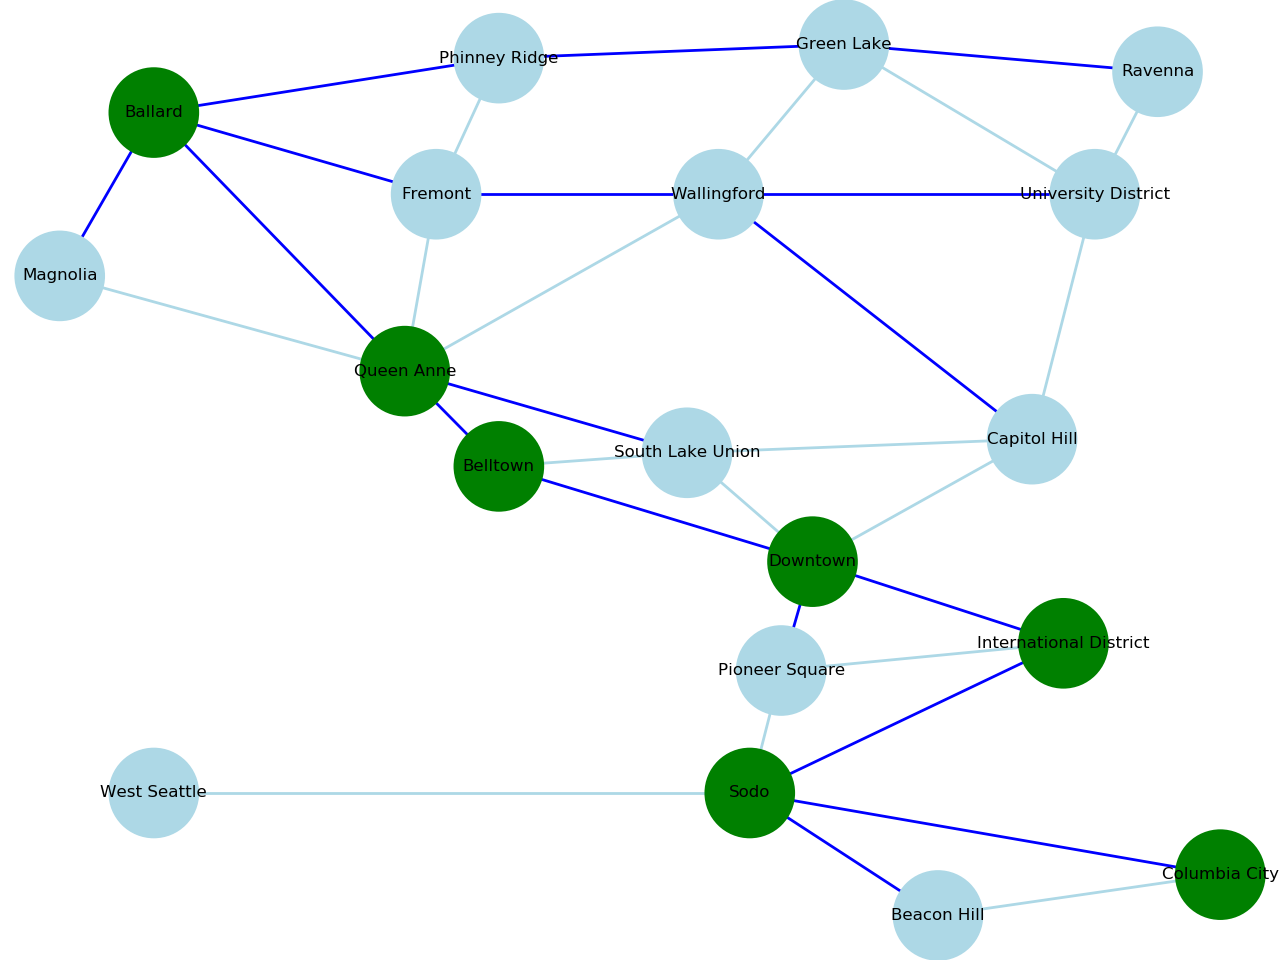 Green Lake
Phinney Ridge
Ravenna
Ballard
Fremont
Wallingford
University District
Magnolia
Queen Anne
Capitol Hill
South Lake Union
Belltown
Downtown
International District
Pioneer Square
West Seattle
Sodo
Columbia City
Beacon Hill